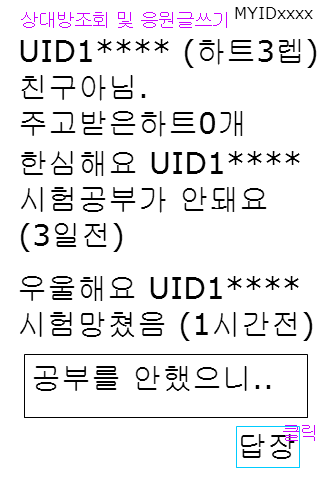 상대방조회 및 응원글쓰기 MYIDxxxx
UID1**** (하트3렙)
친구아님.
주고받은하트0개
한심해요 UID1****
시험공부가 안돼요
(3일전)
우울해요 UID1****
시험망쳤음 (1시간전)
공부를 안했으니..
클릭
답장